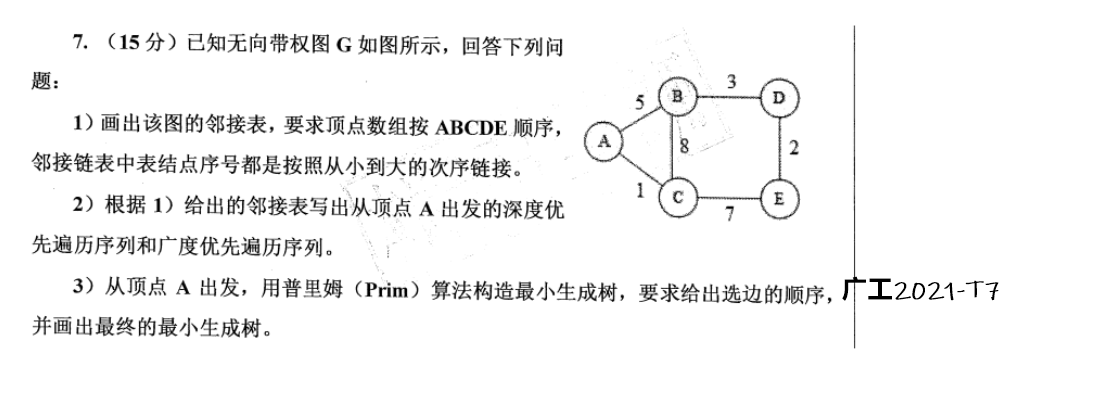 7. （15 分）已知无向带权图 G 如图所示，回答下列问
题：
1）画出该图的邻接表，要求顶点数组按 ABCDE 顺序，
邻接链表中表结点序号都是按照从小到大的次序链接。
2）根据 1）给出的邻接表写出从顶点 A 出发的深度优
先遍历序列和广度优先遍历序列。
3）从顶点 A 出发，用普里姆（Prim）算法构造最小生成树，要求给出选边的顺序，
并画出最终的最小生成树。
5 B 3 D
A 8 2
1 C 7 E
广工2021-T7